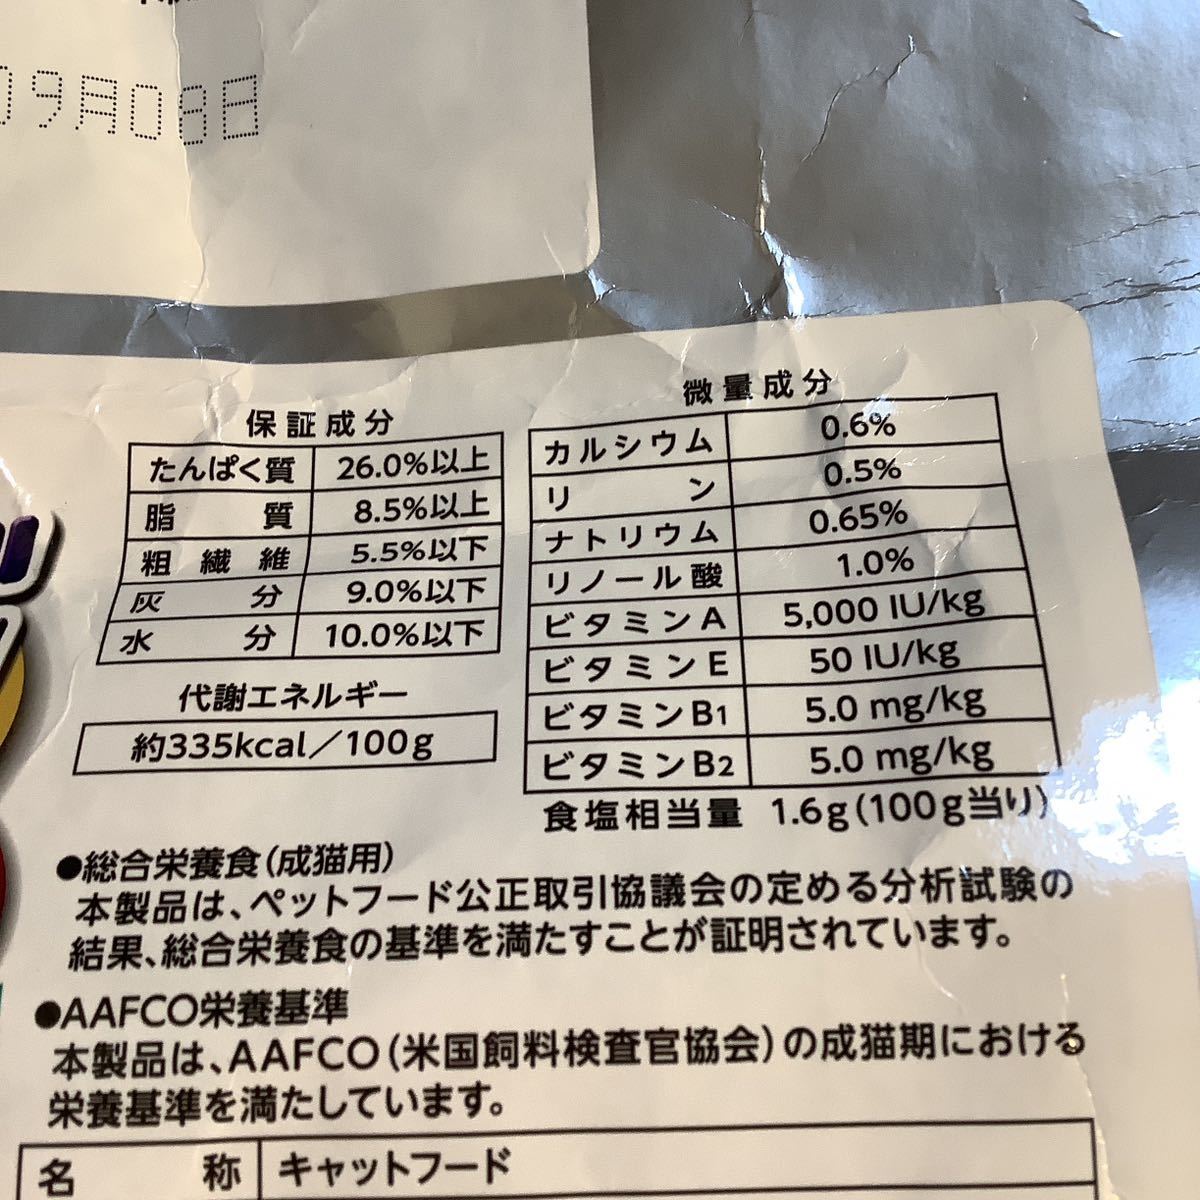 09月08日
保証成分
たんぱく質 26.0%以上
脂質 8.5%以上
粗繊維 5.5%以下
灰分 9.0%以下
水分 10.0%以下
代謝エネルギー
約335kcal/100g
微量成分
カルシウム 0.6%
リン 0.5%
ナトリウム 0.65%
リノール酸 1.0%
ビタミンA 5,000 IU/kg
ビタミンE 50 IU/kg
ビタミンB1 5.0 mg/kg
ビタミンB2 5.0 mg/kg
食塩相当量 1.6g(100g当り)
●総合栄養食(成猫用)
本製品は、ペットフード公正取引協議会の定める分析試験の
結果、総合栄養食の基準を満たすことが証明されています。
●AAFCO栄養基準
本製品は、AAFCO(米国飼料検査官協会)の成猫期における
栄養基準を満たしています。
名称 キャットフード